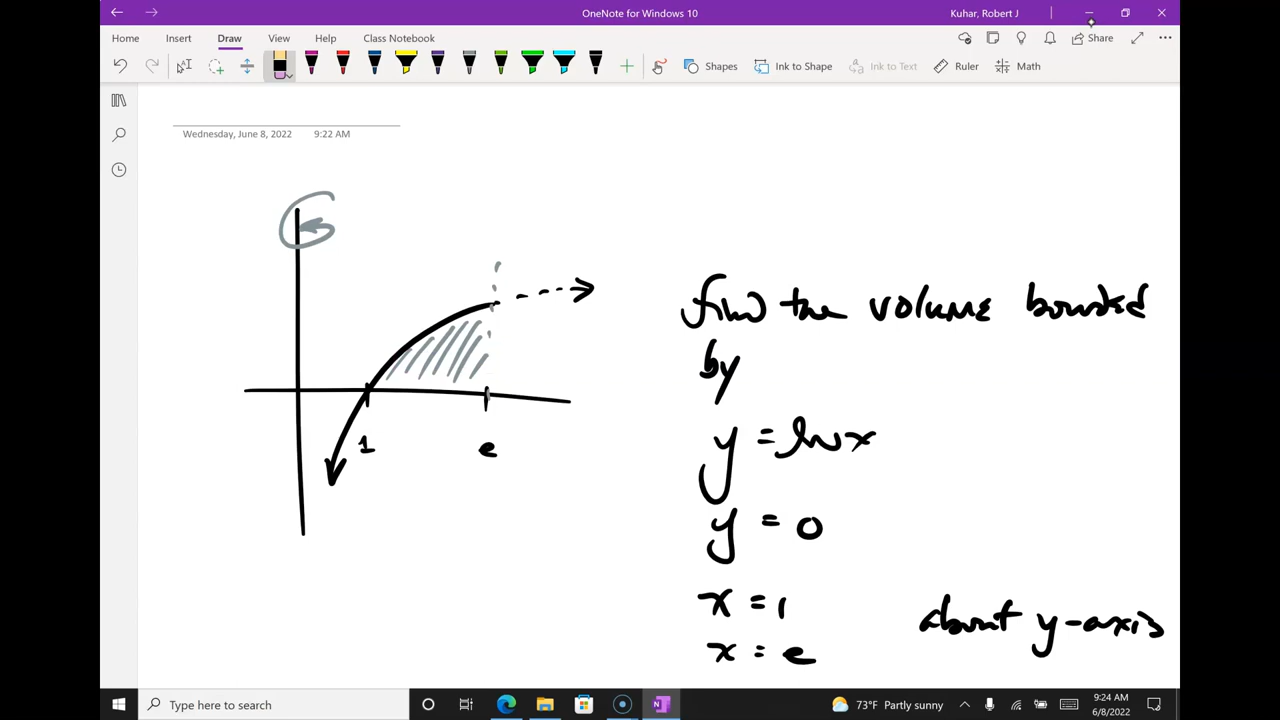 OneNote for Windows 10
Kuhar, Robert J
Home Insert Draw View Help Class Notebook
Share
Shapes Ink to Shape Ink to Text Ruler Math
Wednesday, June 8, 2022 9:22 AM
find the volume bounded
by
y = ln x
y = 0
x = 1
x = e
about y-axis
1 e
Type here to search
73°F Partly sunny
9:24 AM
6/8/2022